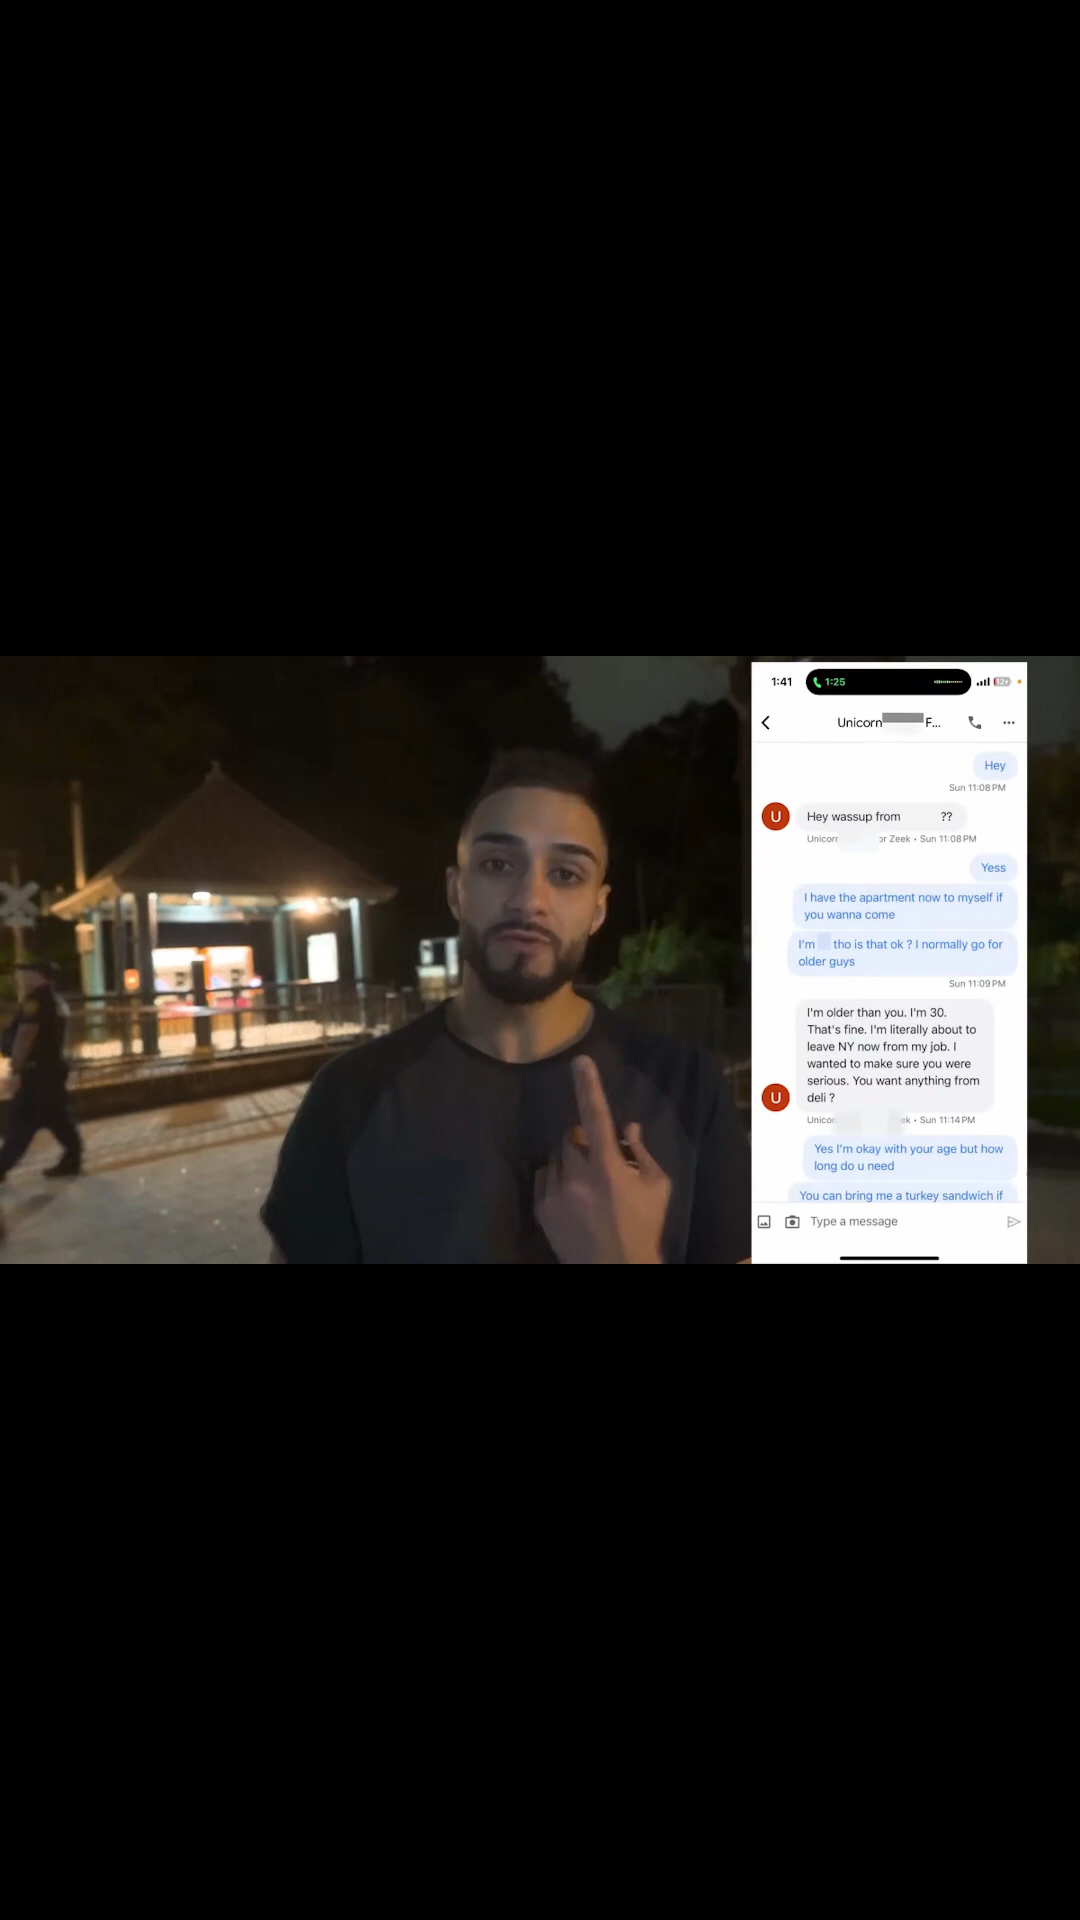 1:41
1:25
Unicorn F...
Hey
Sun 11:08 PM
U
Hey wassup from ??
Unicorn or Zeek • Sun 11:08 PM
Yess
I have the apartment now to myself if
you wanna come
I'm tho is that ok ? I normally go for
older guys
Sun 11:09 PM
I'm older than you. I'm 30.
That's fine. I'm literally about to
leave NY now from my job. I
wanted to make sure you were
serious. You want anything from
deli ?
U
Unicor ek • Sun 11:14 PM
Yes I'm okay with your age but how
long do u need
You can bring me a turkey sandwich if
Type a message